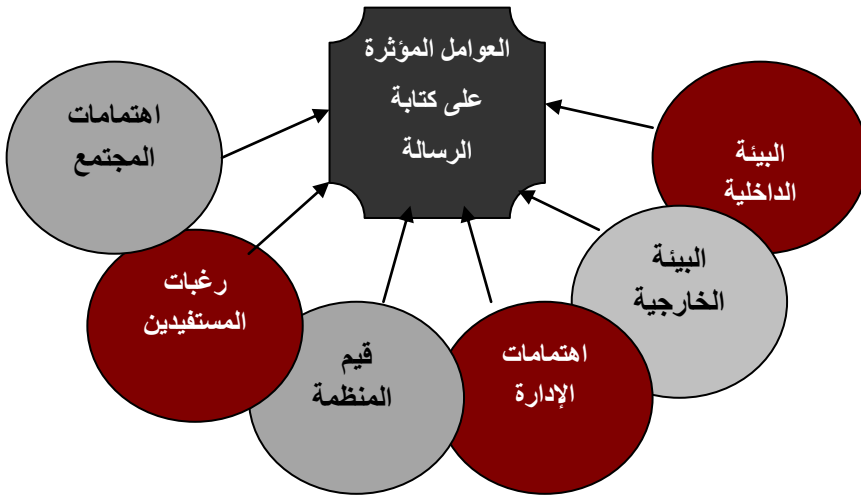 العوامل المؤثرة
على كتابة
الرسالة
البيئة
الداخلية
البيئة
الخارجية
اهتمامات
الإدارة
قيم
المنظمة
رغبات
المستفيدين
اهتمامات
المجتمع